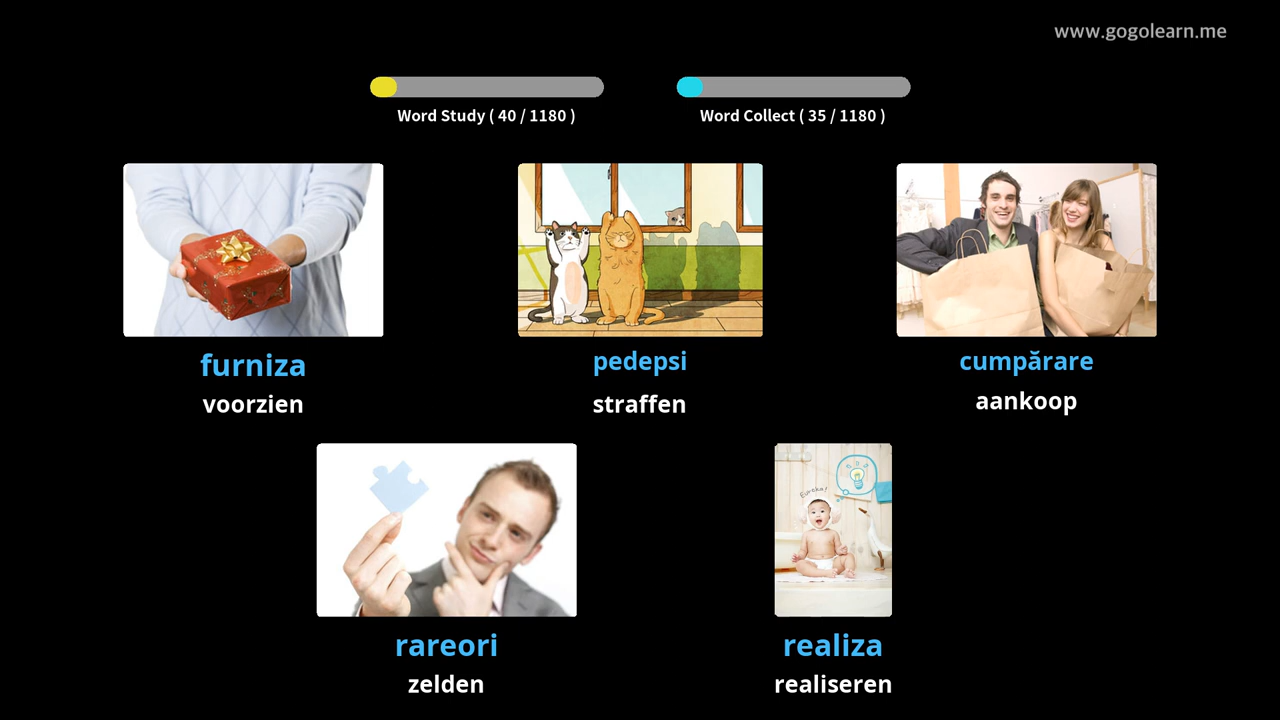 www.gogolearn.me
Word Study ( 40 / 1180 )
Word Collect ( 35 / 1180 )
furniza
voorzien
pedepsi
straffen
cumpărare
aankoop
Eureka!
rareori
zelden
realiza
realiseren